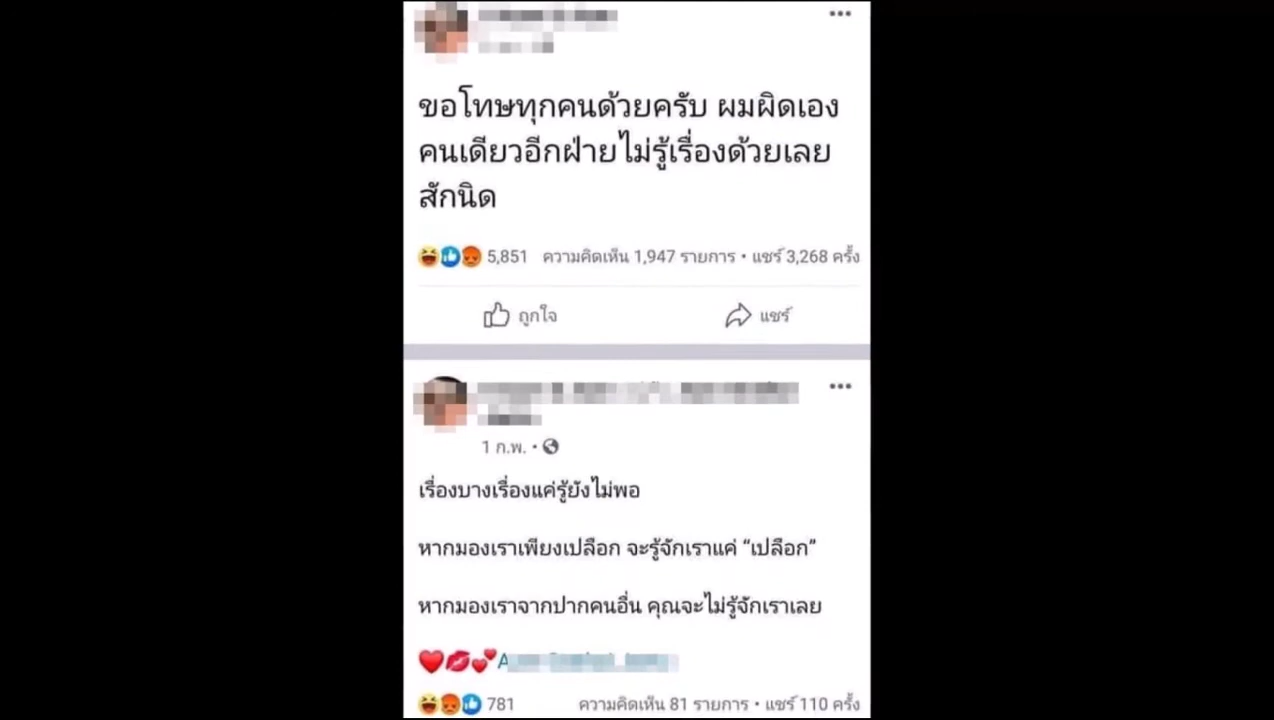 ขอโทษทุกคนด้วยครับ ผมผิดเอง
คนเดียวอีกฝ่ายไม่รู้เรื่องด้วยเลย
สักนิด
5,851 ความคิดเห็น 1,947 รายการ • แชร์ 3,268 ครั้ง
ถูกใจ แชร์
1 ก.พ. •
เรื่องบางเรื่องแค่รู้ยังไม่พอ
หากมองเราเพียงเปลือก จะรู้จักเราแค่ “เปลือก”
หากมองเราจากปากคนอื่น คุณจะไม่รู้จักเราเลย
781 ความคิดเห็น 81 รายการ • แชร์ 110 ครั้ง